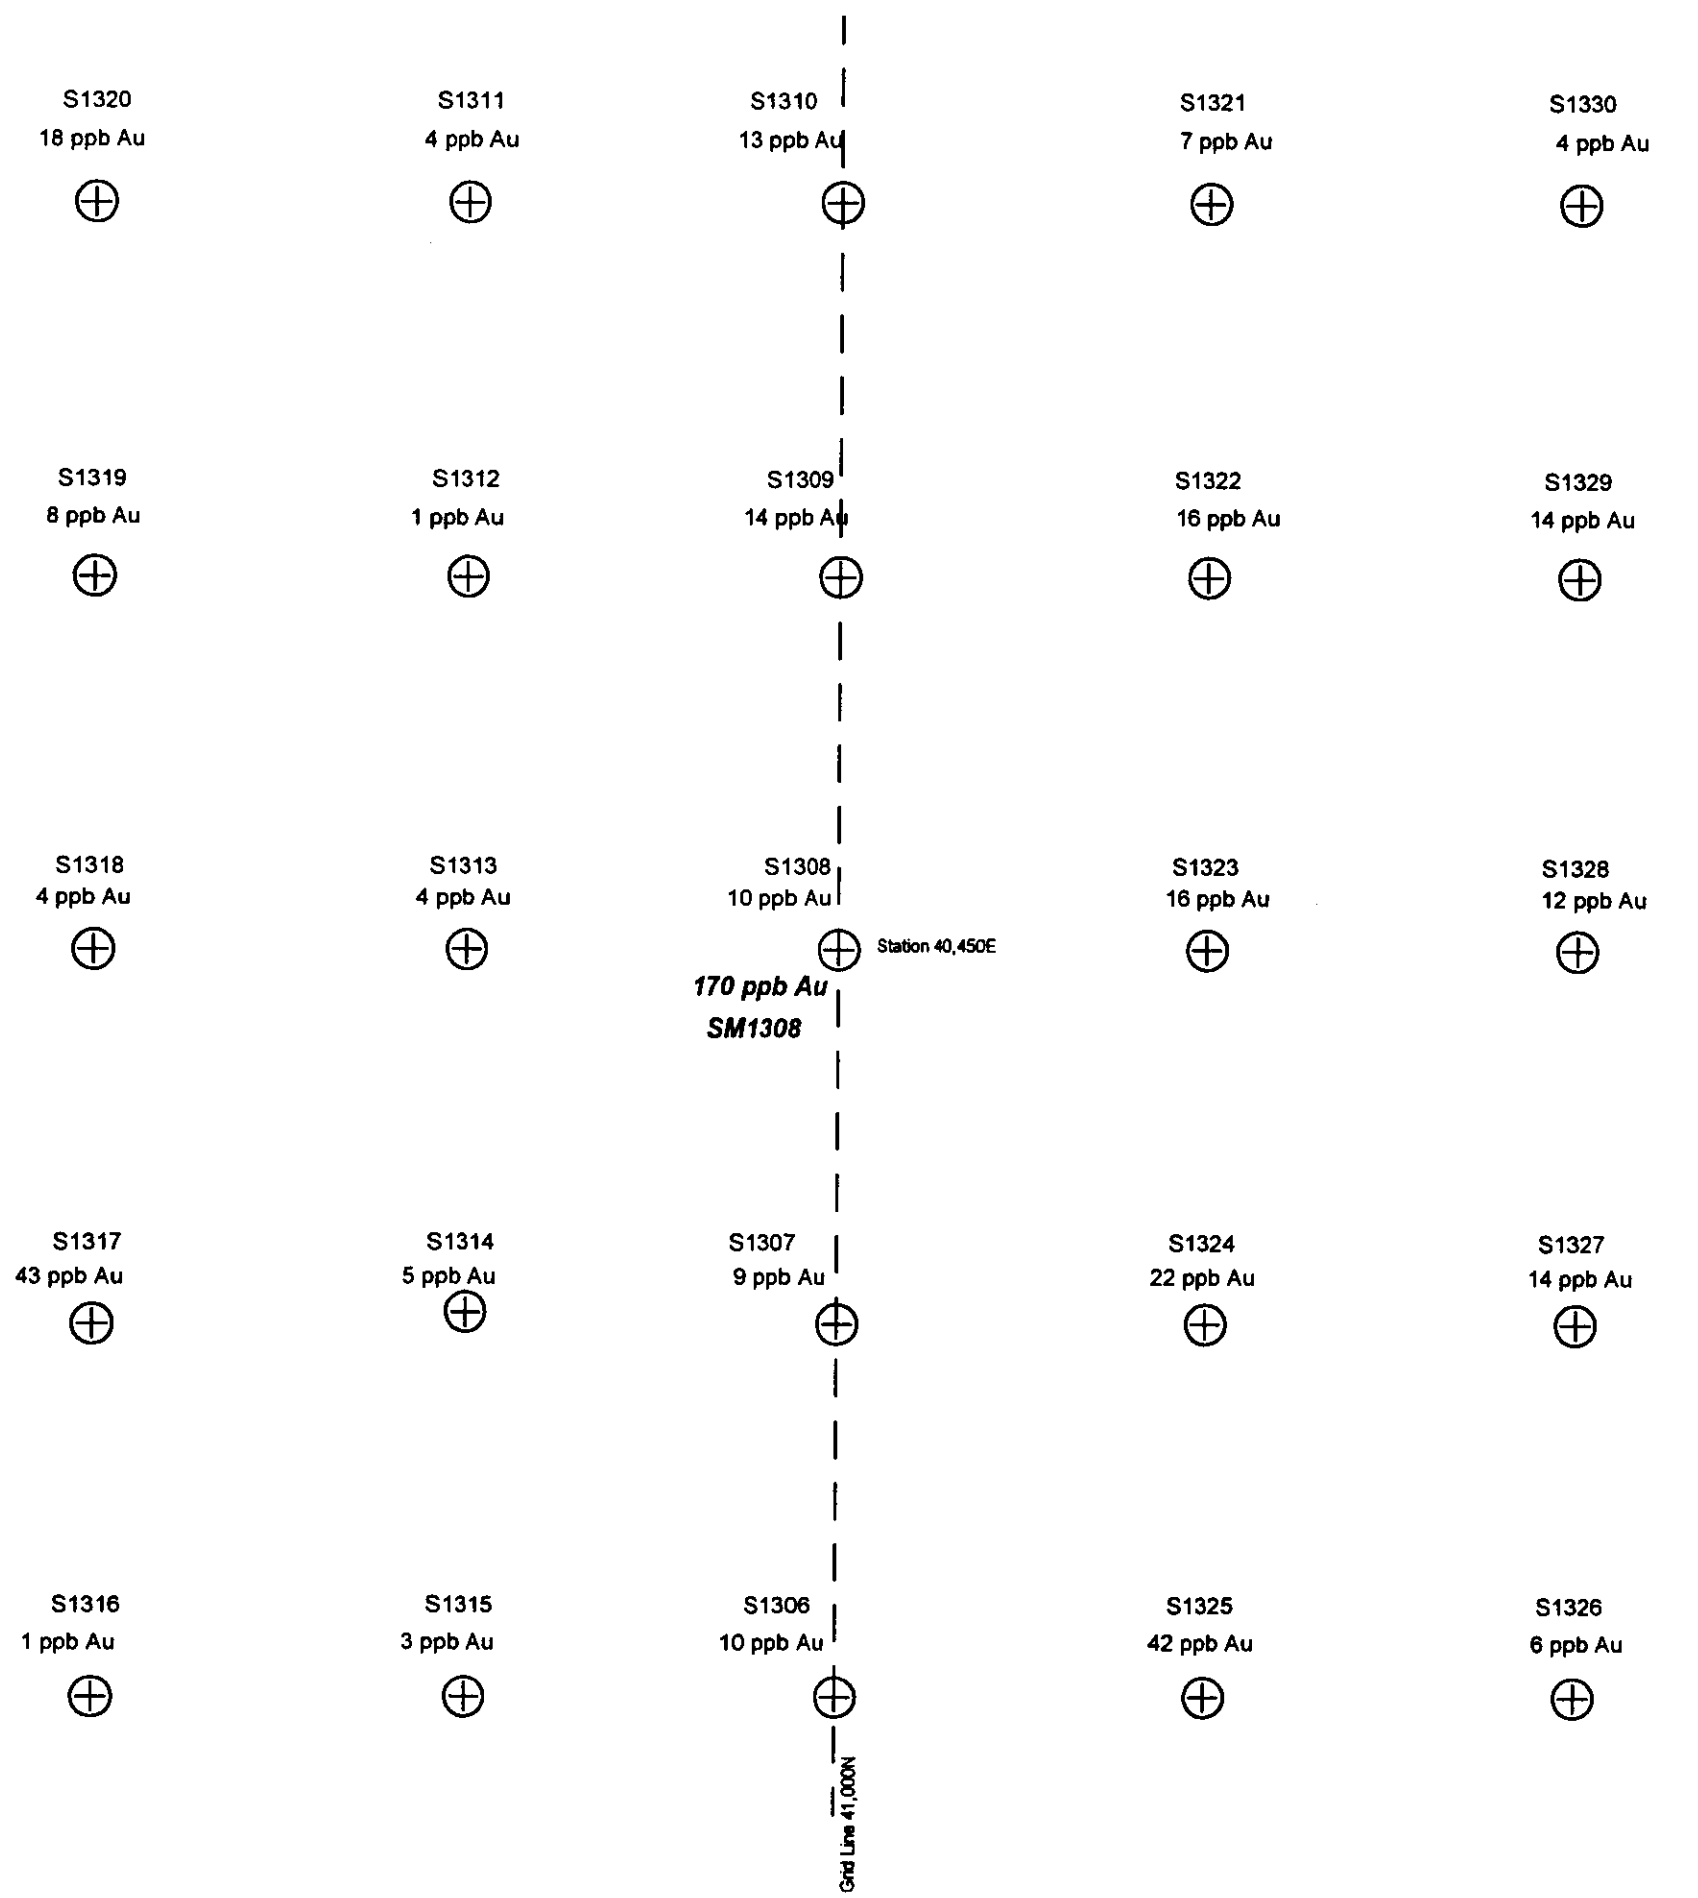 S1320
18 ppb Au
S1311
4 ppb Au
S1310
13 ppb Au
S1321
7 ppb Au
S1330
4 ppb Au
S1319
8 ppb Au
S1312
1 ppb Au
S1309
14 ppb Au
S1322
16 ppb Au
S1329
14 ppb Au
S1318
4 ppb Au
S1313
4 ppb Au
S1308
10 ppb Au
S1323
16 ppb Au
S1328
12 ppb Au
Station 40,450E
170 ppb Au
SM1308
S1317
43 ppb Au
S1314
5 ppb Au
S1307
9 ppb Au
S1324
22 ppb Au
S1327
14 ppb Au
S1316
1 ppb Au
S1315
3 ppb Au
S1306
10 ppb Au
S1325
42 ppb Au
S1326
6 ppb Au
Grid Line 41,000N